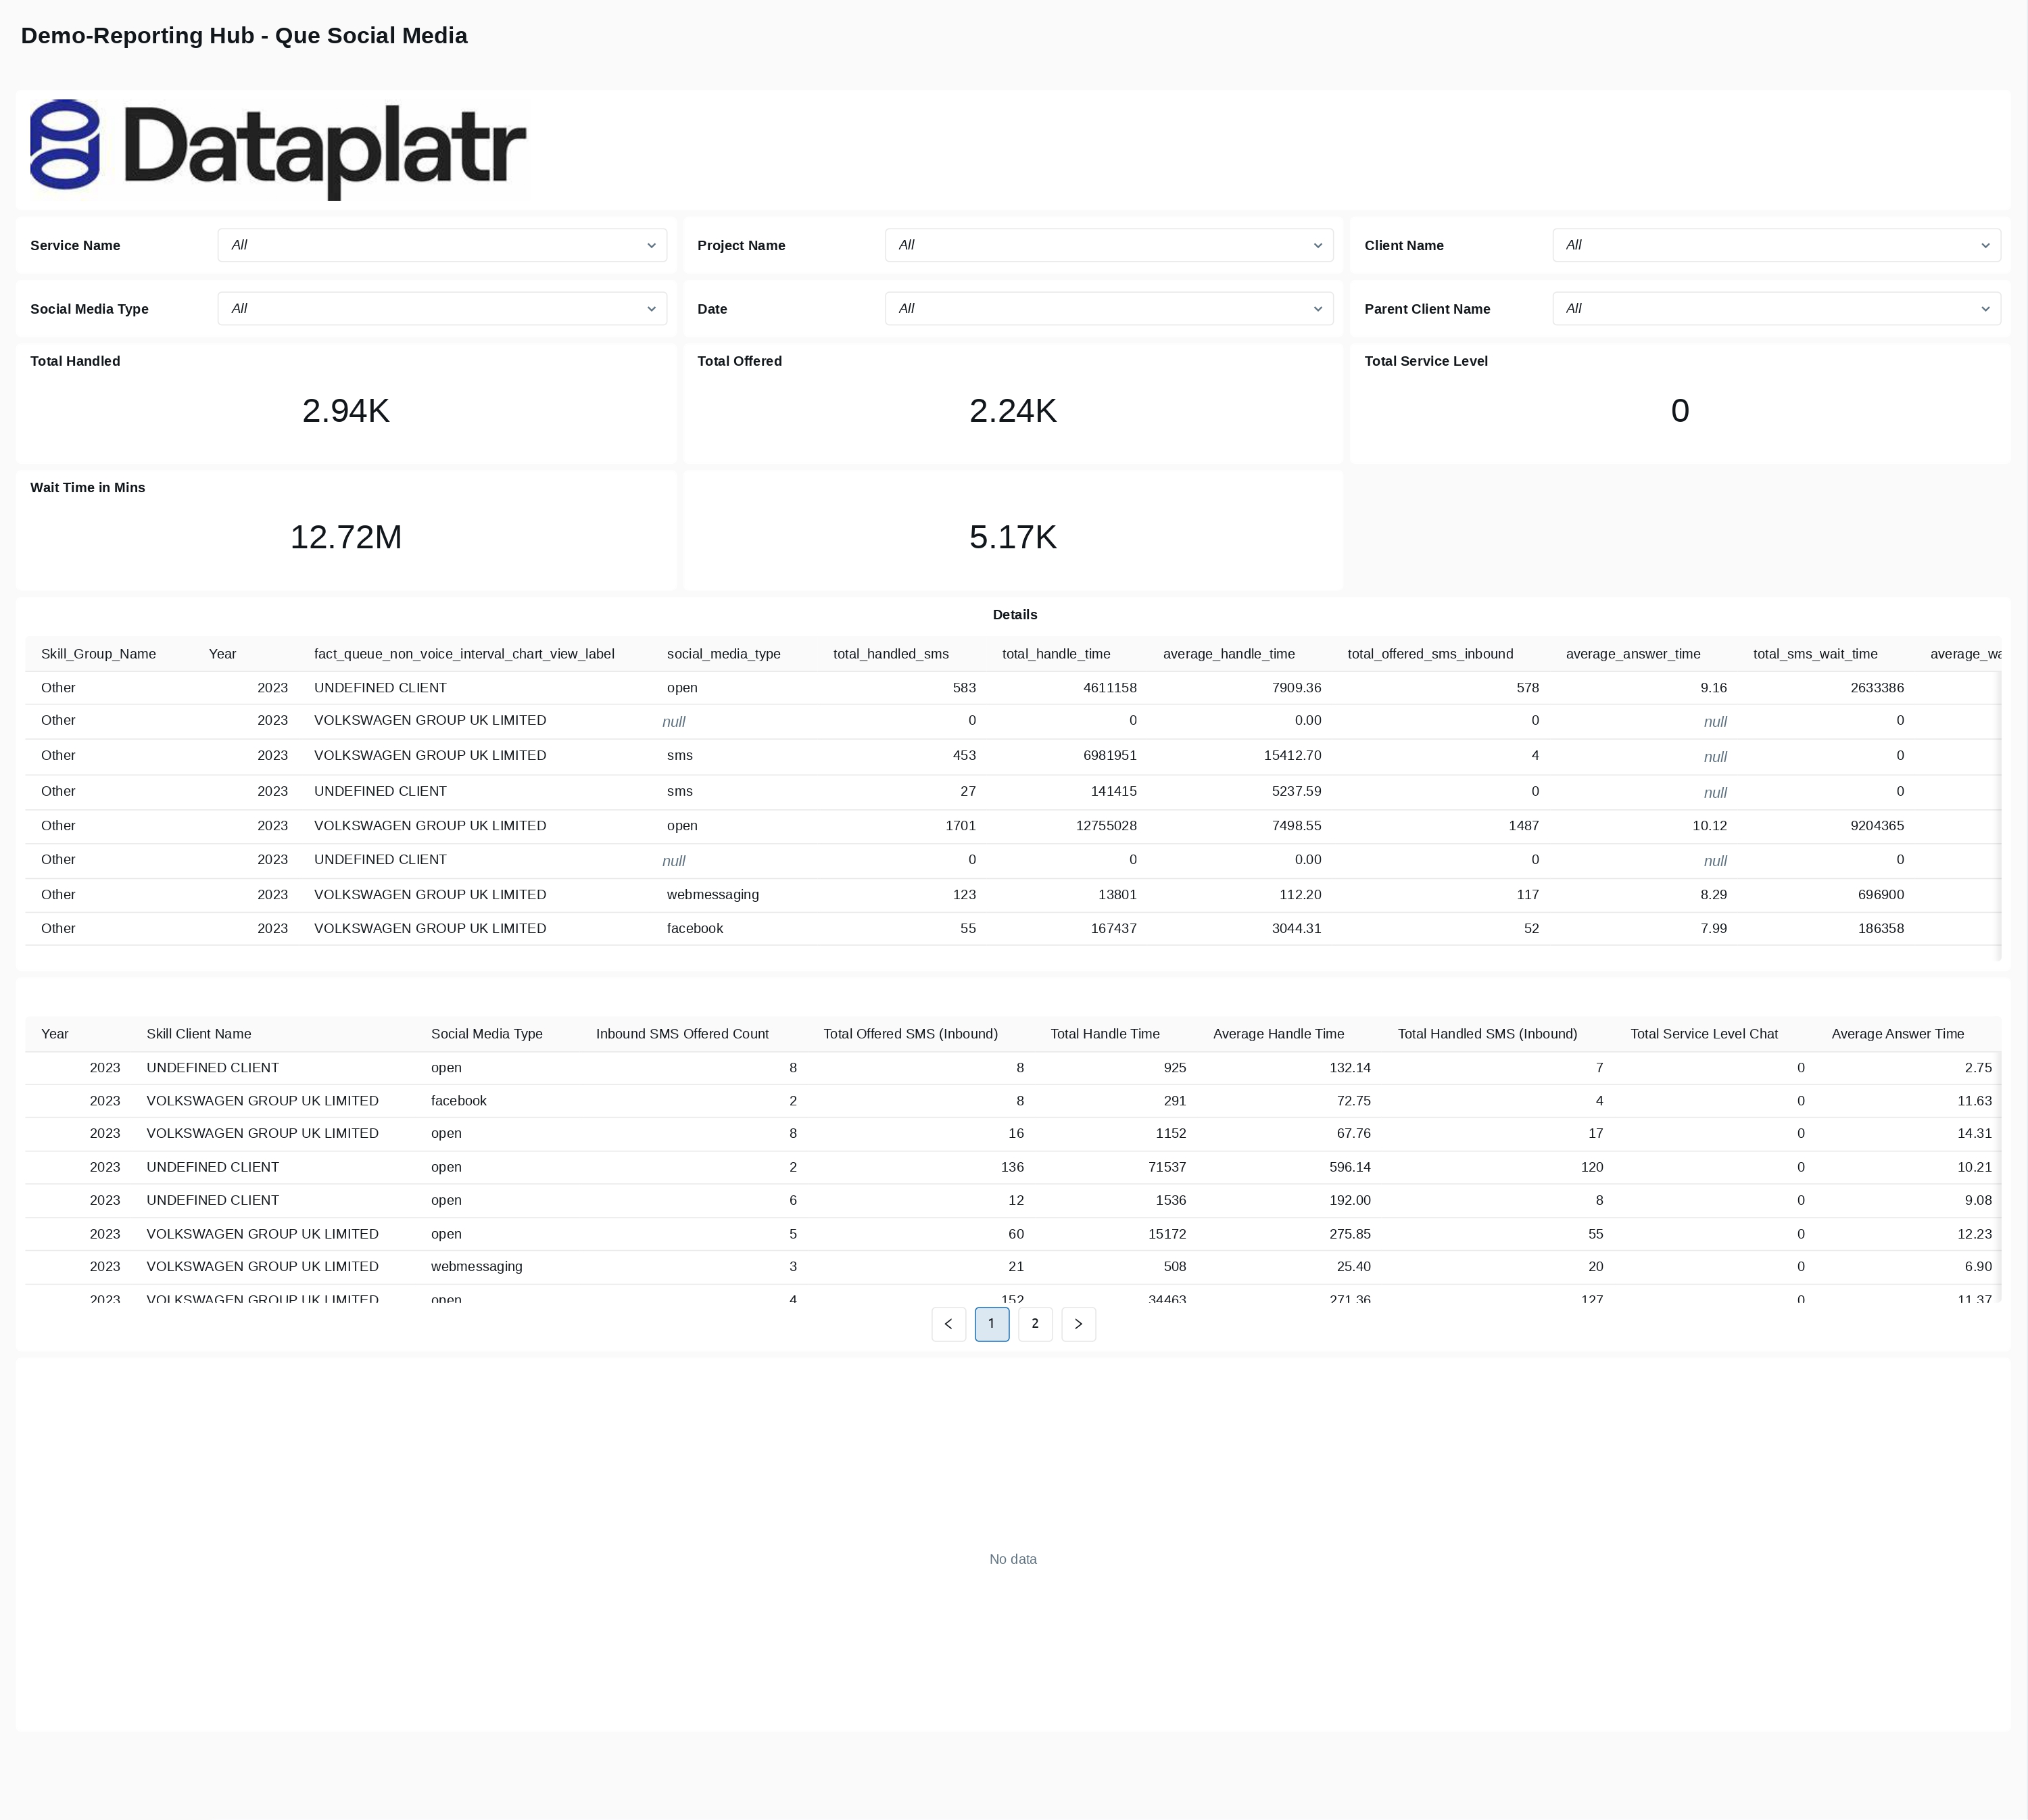 Demo-Reporting Hub - Que Social Media
Dataplatr
Service Name All Project Name All Client Name All
Social Media Type All Date All Parent Client Name All
Total Handled Total Offered Total Service Level
2.94K 2.24K 0
Wait Time in Mins
12.72M 5.17K
Details
Skill_Group_Name Year fact_queue_non_voice_interval_chart_view_label social_media_type total_handled_sms total_handle_time average_handle_time total_offered_sms_inbound average_answer_time total_sms_wait_time average_wa
Other 2023 UNDEFINED CLIENT open 583 4611158 7909.36 578 9.16 2633386
Other 2023 VOLKSWAGEN GROUP UK LIMITED null 0 0 0.00 0 null 0
Other 2023 VOLKSWAGEN GROUP UK LIMITED sms 453 6981951 15412.70 4 null 0
Other 2023 UNDEFINED CLIENT sms 27 141415 5237.59 0 null 0
Other 2023 VOLKSWAGEN GROUP UK LIMITED open 1701 12755028 7498.55 1487 10.12 9204365
Other 2023 UNDEFINED CLIENT null 0 0 0.00 0 null 0
Other 2023 VOLKSWAGEN GROUP UK LIMITED webmessaging 123 13801 112.20 117 8.29 696900
Other 2023 VOLKSWAGEN GROUP UK LIMITED facebook 55 167437 3044.31 52 7.99 186358
Year Skill Client Name Social Media Type Inbound SMS Offered Count Total Offered SMS (Inbound) Total Handle Time Average Handle Time Total Handled SMS (Inbound) Total Service Level Chat Average Answer Time
2023 UNDEFINED CLIENT open 8 8 925 132.14 7 0 2.75
2023 VOLKSWAGEN GROUP UK LIMITED facebook 2 8 291 72.75 4 0 11.63
2023 VOLKSWAGEN GROUP UK LIMITED open 8 16 1152 67.76 17 0 14.31
2023 UNDEFINED CLIENT open 2 136 71537 596.14 120 0 10.21
2023 UNDEFINED CLIENT open 6 12 1536 192.00 8 0 9.08
2023 VOLKSWAGEN GROUP UK LIMITED open 5 60 15172 275.85 55 0 12.23
2023 VOLKSWAGEN GROUP UK LIMITED webmessaging 3 21 508 25.40 20 0 6.90
2023 VOLKSWAGEN GROUP UK LIMITED open 4 152 34463 271.36 127 0 11.37
1 2
No data